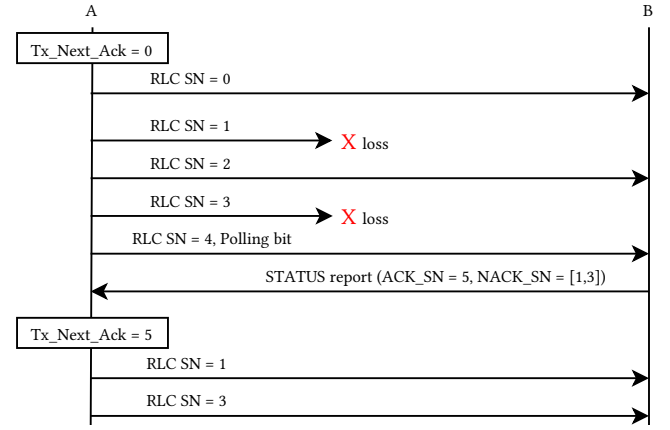 A
B
Tx_Next_Ack = 0
RLC SN = 0
RLC SN = 1
X loss
RLC SN = 2
RLC SN = 3
X loss
RLC SN = 4, Polling bit
STATUS report (ACK_SN = 5, NACK_SN = [1,3])
Tx_Next_Ack = 5
RLC SN = 1
RLC SN = 3